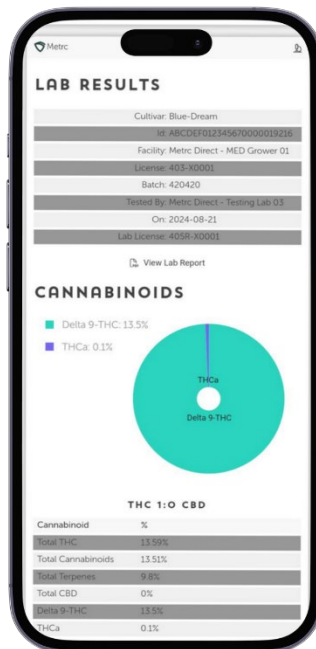 Metrc
LAB RESULTS
Cultivar: Blue-Dream
Id: ABCDEF012345670000019216
Facility: Metrc Direct - MED Grower 01
License: 403-X0001
Batch: 420420
Tested By: Metrc Direct - Testing Lab 03
On: 2024-08-21
Lab License: 405R-X0001
View Lab Report
CANNABINOIDS
Delta 9-THC: 13.5%
THCa: 0.1%
THCa
Delta 9-THC
THC 1:0 CBD
Cannabinoid %
Total THC 13.59%
Total Cannabinoids 13.51%
Total Terpenes 9.8%
Total CBD 0%
Delta 9-THC 13.5%
THCa 0.1%